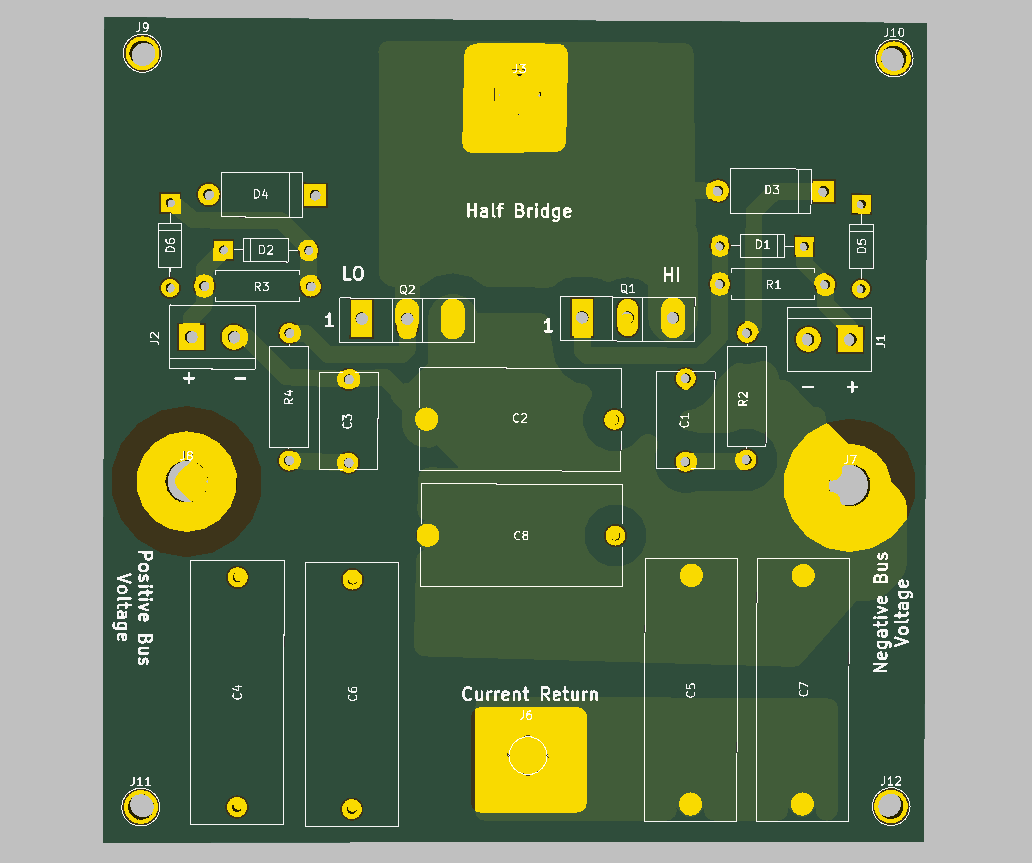 J9
J10
J3
D4
D3
Half Bridge
D6
D2
D1
D5
LO
HI
R3
R1
Q2
Q1
1
1
J2
J1
+ −
− +
R4
C3
C2
C1
R2
J7
C8
Positive Bus
Voltage
Negative Bus
Voltage
C4
C6
C5
C7
Current Return
J6
J11
J12